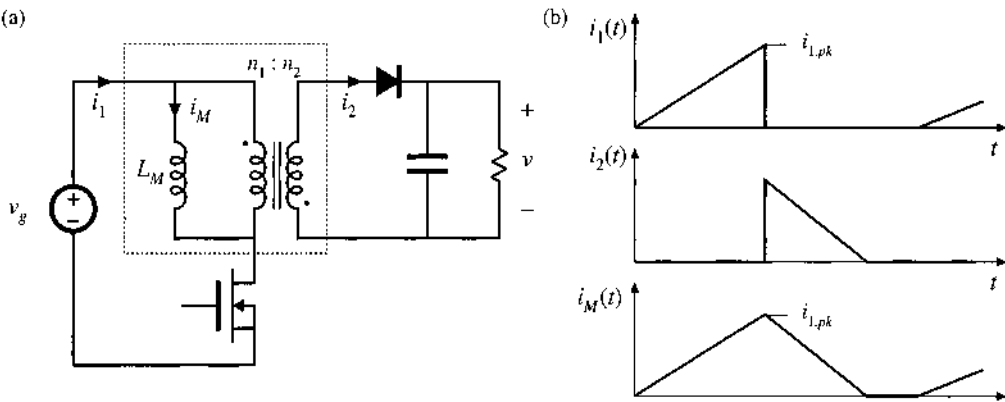 (a)
n1 : n2
i1
iM
i2
LM
vg
+
−
+
v
−
(b)
i1(t)
i1,pk
t
i2(t)
t
iM(t)
i1,pk